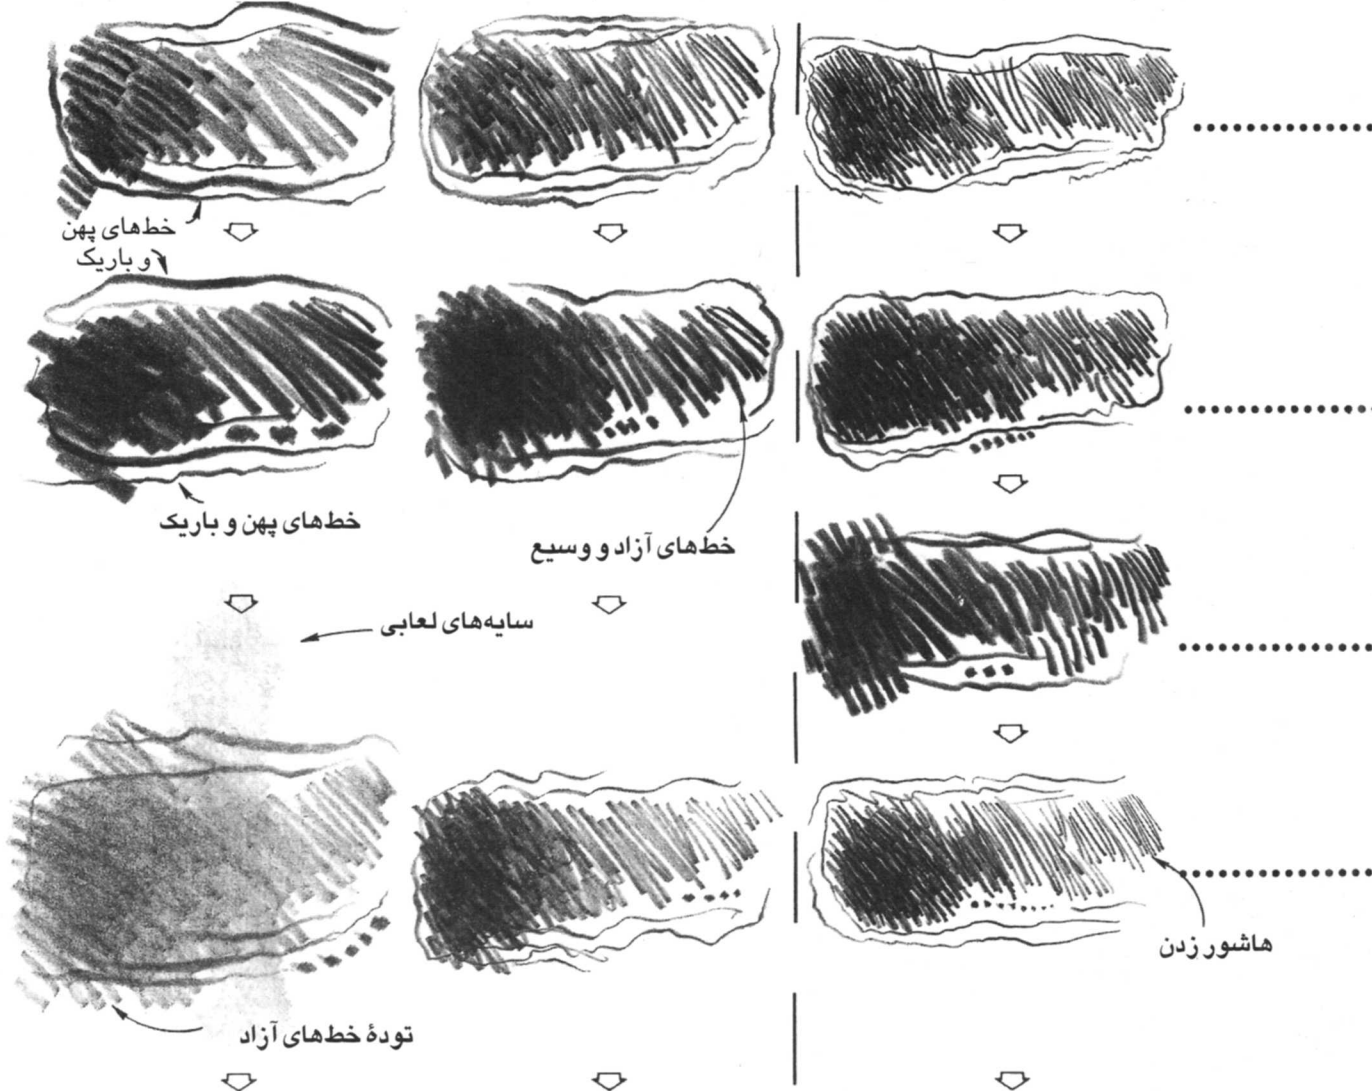 خط‌های پهن
و باریک
خط‌های پهن و باریک
خط‌های آزاد و وسیع
سایه‌های لعابی
هاشور زدن
تودهٔ خط‌های آزاد